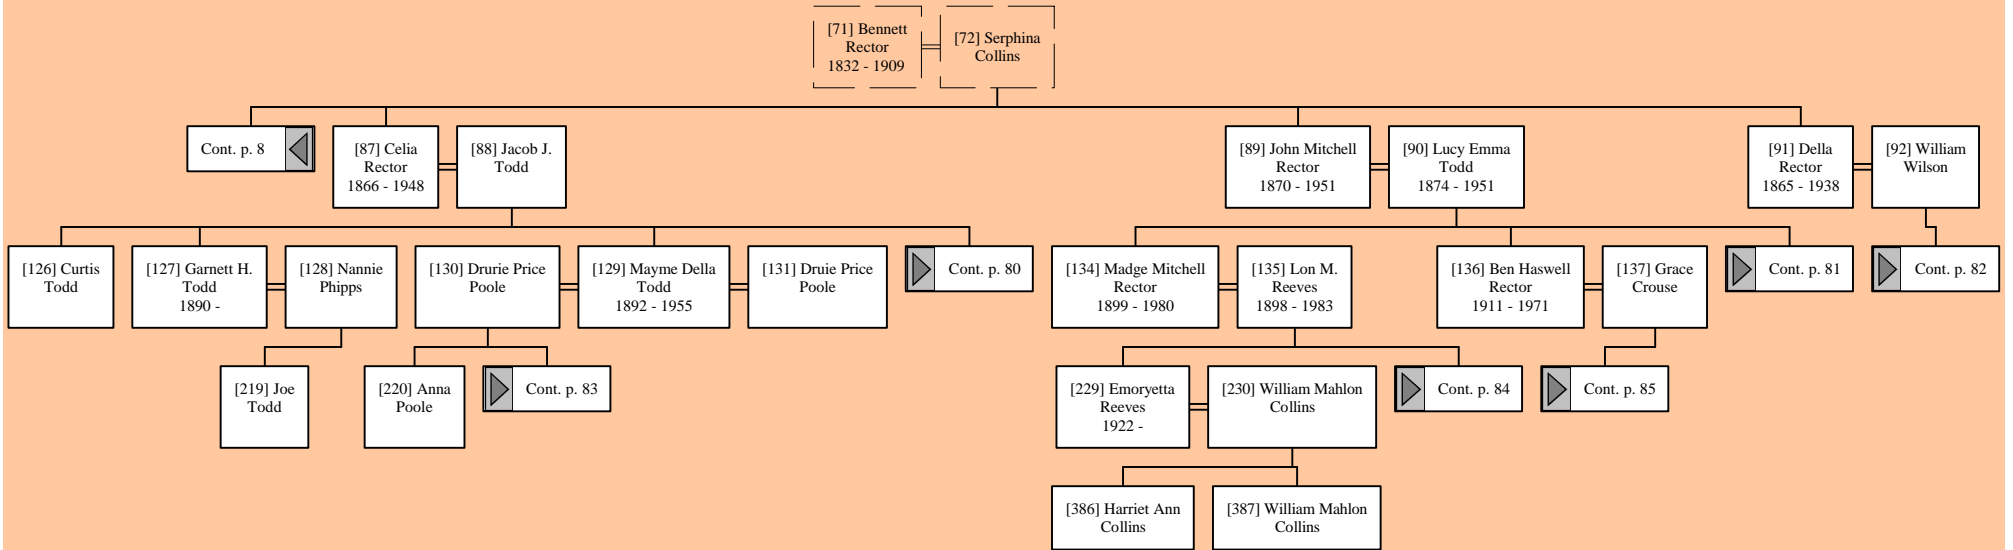 [71] Bennett
Rector
1832 - 1909
[72] Serphina
Collins
Cont. p. 8
[87] Celia
Rector
1866 - 1948
[88] Jacob J.
Todd
[89] John Mitchell
Rector
1870 - 1951
[90] Lucy Emma
Todd
1874 - 1951
[91] Della
Rector
1865 - 1938
[92] William
Wilson
[126] Curtis
Todd
[127] Garnett H.
Todd
1890 -
[128] Nannie
Phipps
[130] Drurie Price
Poole
[129] Mayme Della
Todd
1892 - 1955
[131] Druie Price
Poole
Cont. p. 80
[134] Madge Mitchell
Rector
1899 - 1980
[135] Lon M.
Reeves
1898 - 1983
[136] Ben Haswell
Rector
1911 - 1971
[137] Grace
Crouse
Cont. p. 81
Cont. p. 82
[219] Joe
Todd
[220] Anna
Poole
Cont. p. 83
[229] Emoryetta
Reeves
1922 -
[230] William Mahlon
Collins
Cont. p. 84
Cont. p. 85
[386] Harriet Ann
Collins
[387] William Mahlon
Collins